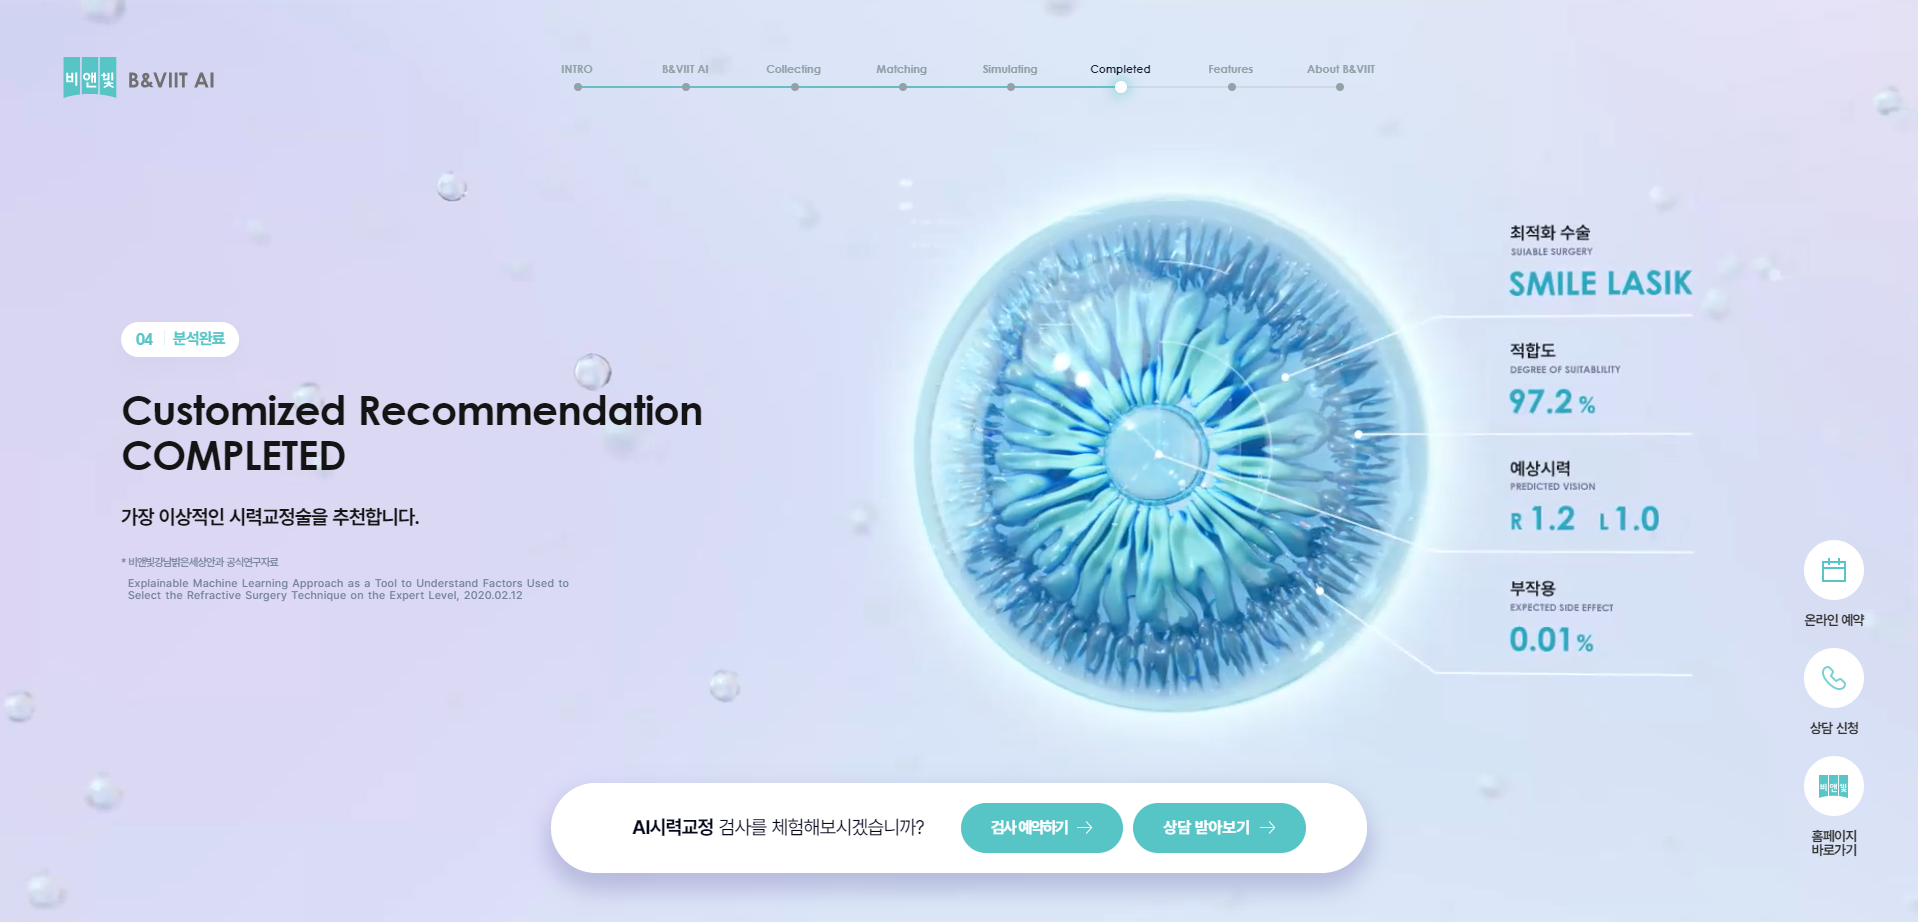 비앤빛 B&VIIT AI
INTRO B&VIIT AI Collecting Matching Simulating Completed Features About B&VIIT
04 분석완료
Customized Recommendation
COMPLETED
가장 이상적인 시력교정술을 추천합니다.
* 비앤빛강남밝은세상안과 공식연구자료
Explainable Machine Learning Approach as a Tool to Understand Factors Used to
Select the Refractive Surgery Technique on the Expert Level, 2020.02.12
최적화 수술
SUIABLE SURGERY
SMILE LASIK
적합도
DEGREE OF SUITABLILITY
97.2 %
예상시력
PREDICTED VISION
R 1.2 L 1.0
부작용
EXPECTED SIDE EFFECT
0.01 %
온라인 예약
상담 신청
비앤빛
홈페이지
바로가기
AI시력교정 검사를 체험해보시겠습니까? 검사 예약하기 → 상담 받아보기 →